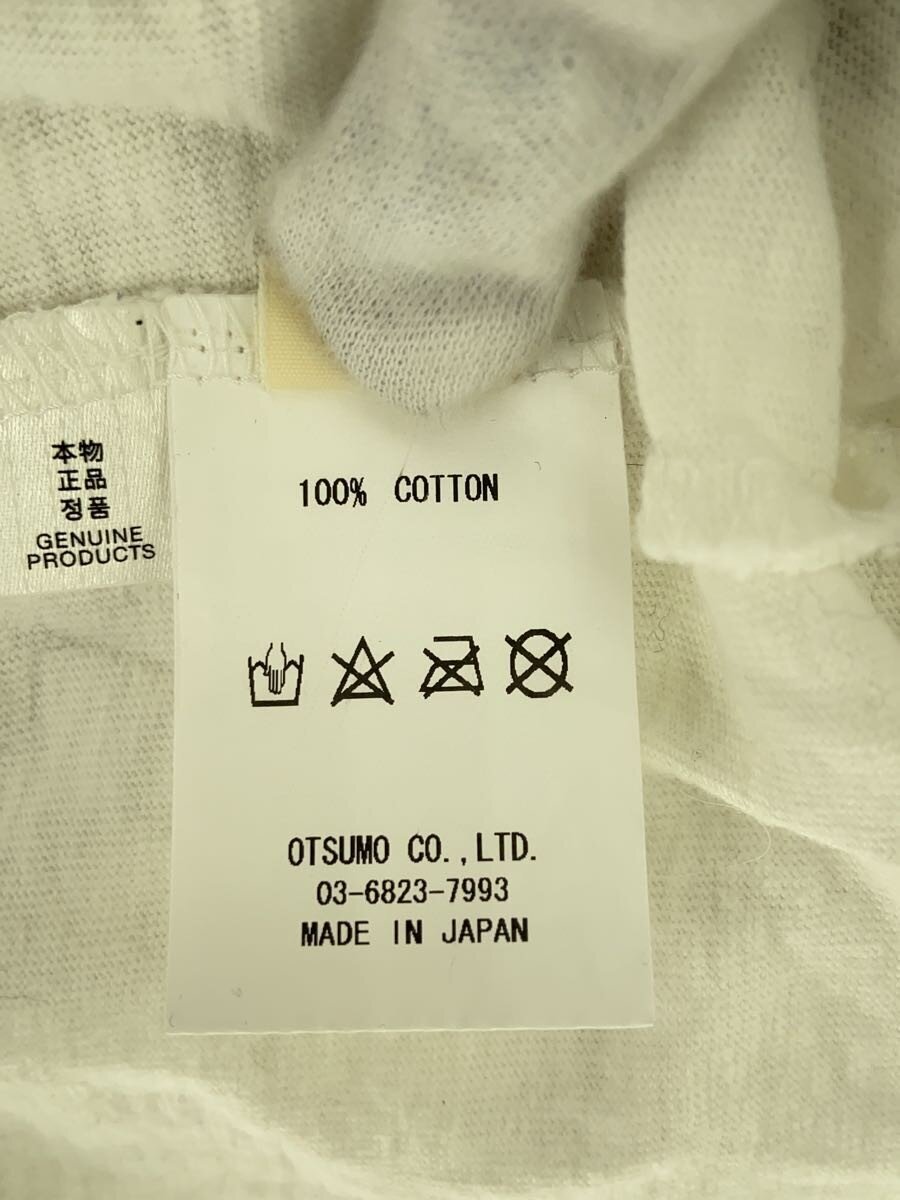 本物
正品
정품
GENUINE
PRODUCTS
100% COTTON
OTSUMO CO.,LTD.
03-6823-7993
MADE IN JAPAN